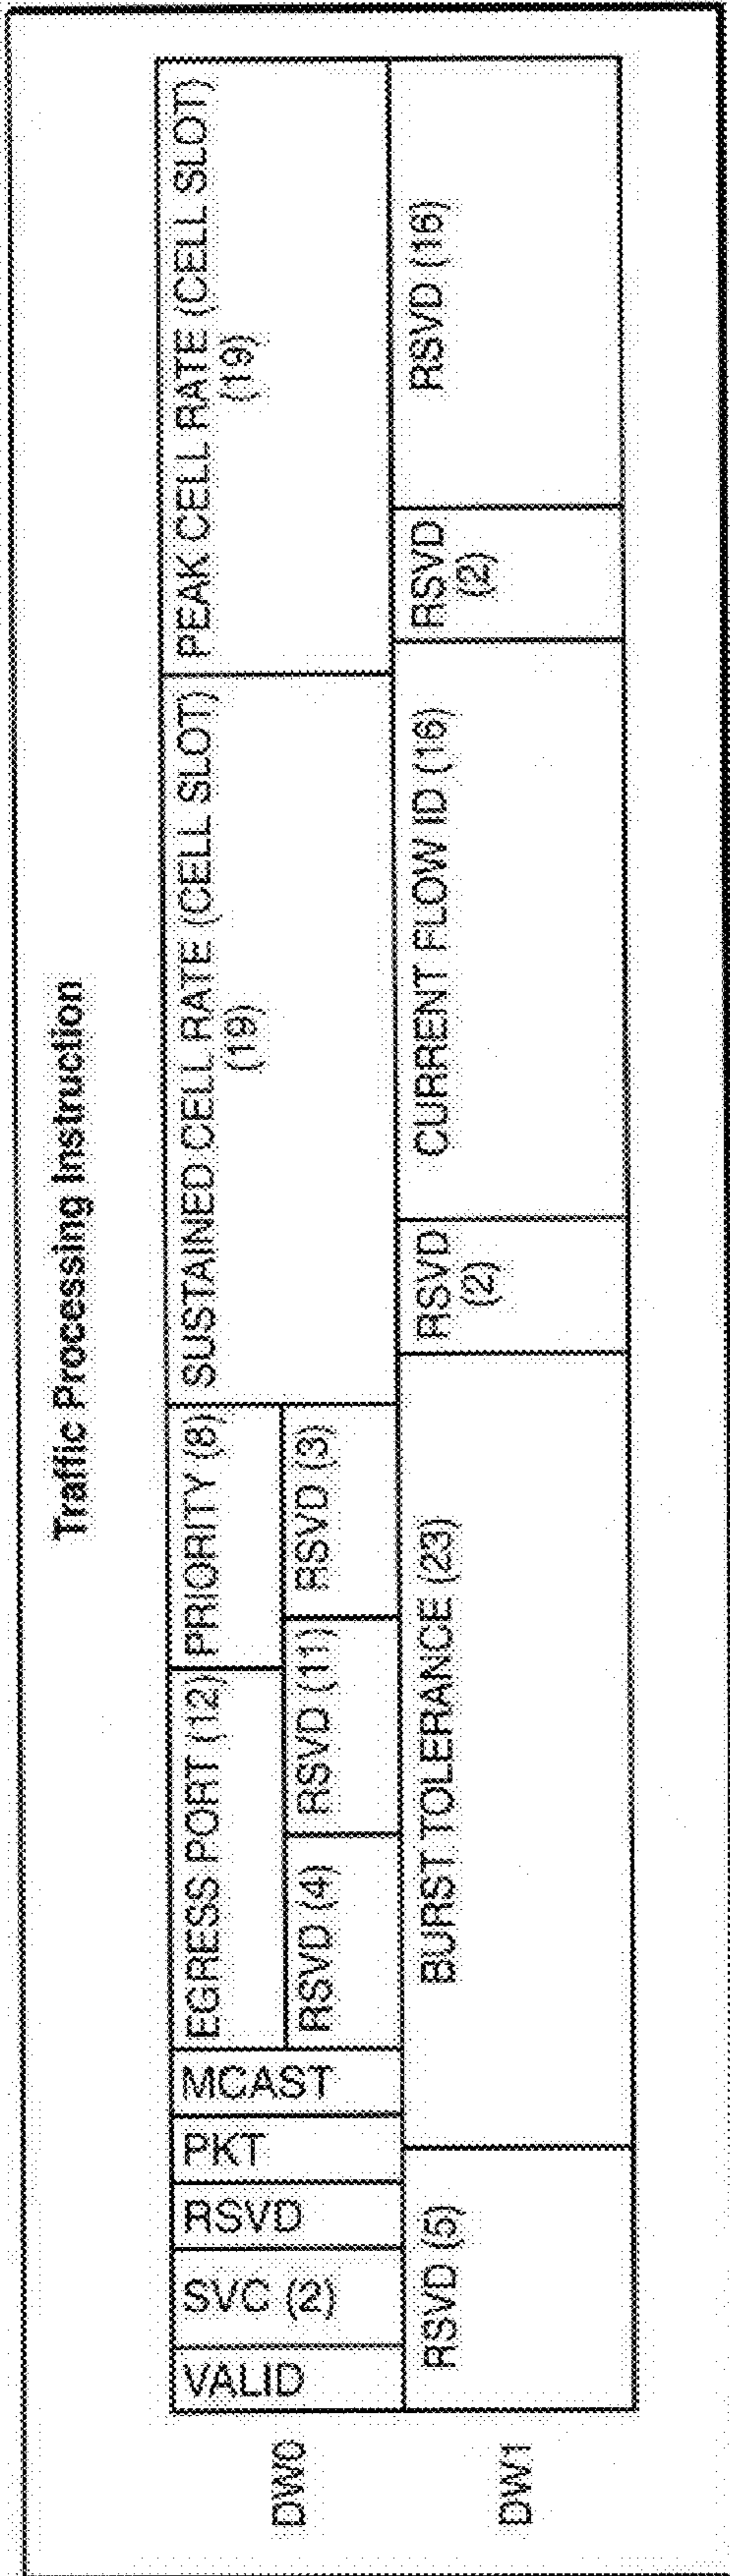 Traffic Processing Instruction
DW0
VALID
SVC (2)
RSVD
PKT
MCAST
EGRESS PORT (12)
PRIORITY (8)
RSVD (4)
RSVD (11)
RSVD (3)
SUSTAINED CELL RATE (CELL SLOT)
(19)
PEAK CELL RATE (CELL SLOT)
(19)
DW1
RSVD (5)
BURST TOLERANCE (23)
RSVD
(2)
CURRENT FLOW ID (16)
RSVD
(2)
RSVD (16)